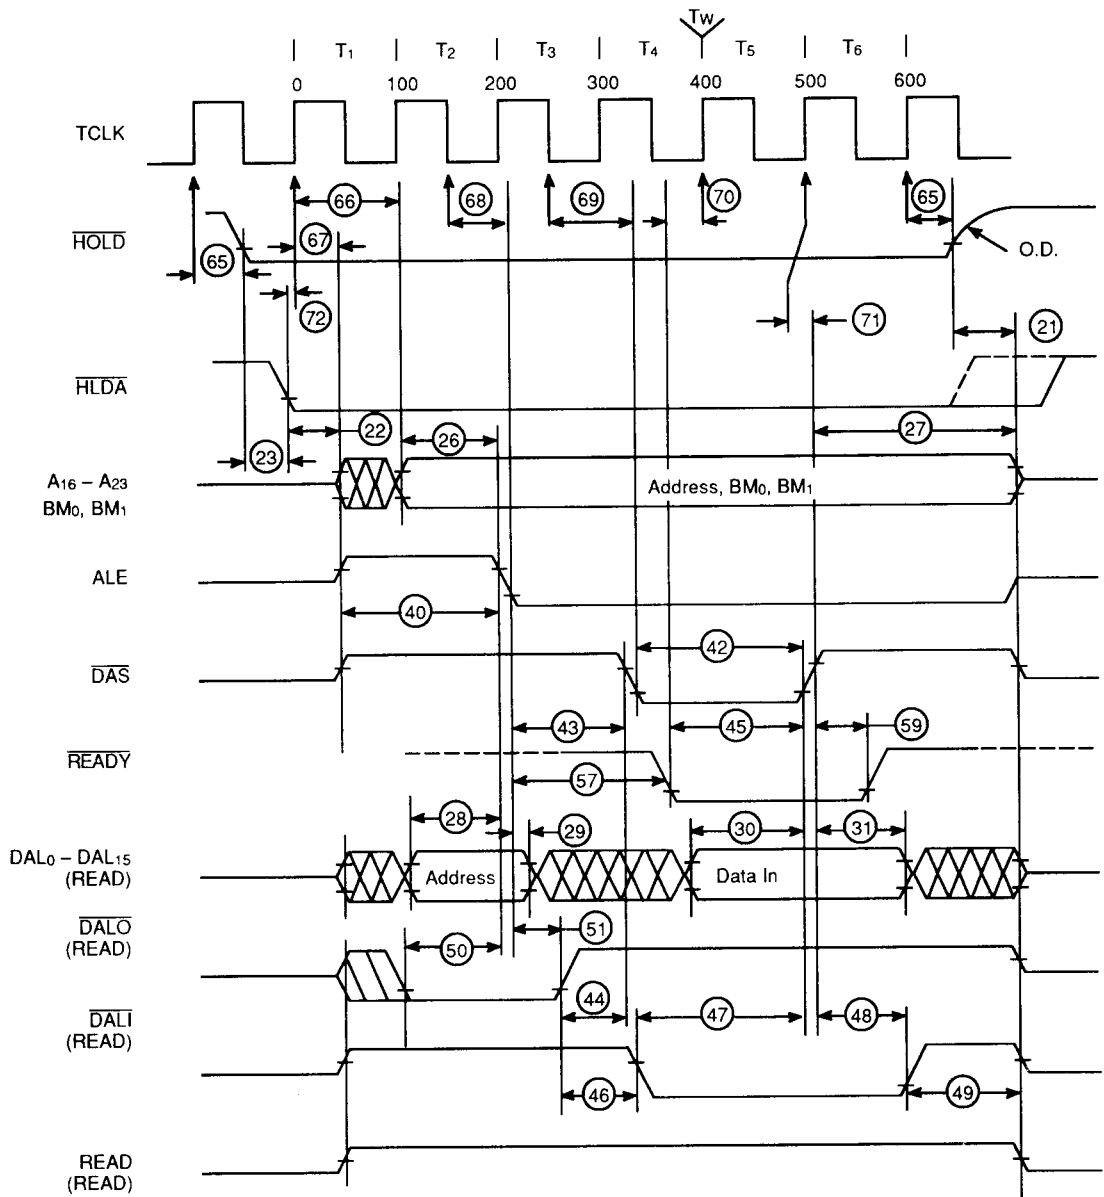 Tw
| T1 | T2 | T3 | T4 | T5 | T6 |
0 100 200 300 400 500 600
TCLK
66 68 69 70 65
HOLD
67
65
O.D.
72 71 21
HLDA
22 26 27
23
A16 – A23
BM0, BM1
Address, BM0, BM1
ALE
40
DAS
42
43 45 59
READY
57
28 29 30 31
DAL0 – DAL15
(READ)
Address
Data In
DALO
(READ)
51
50
44 47 48
DALI
(READ)
46 49
READ
(READ)